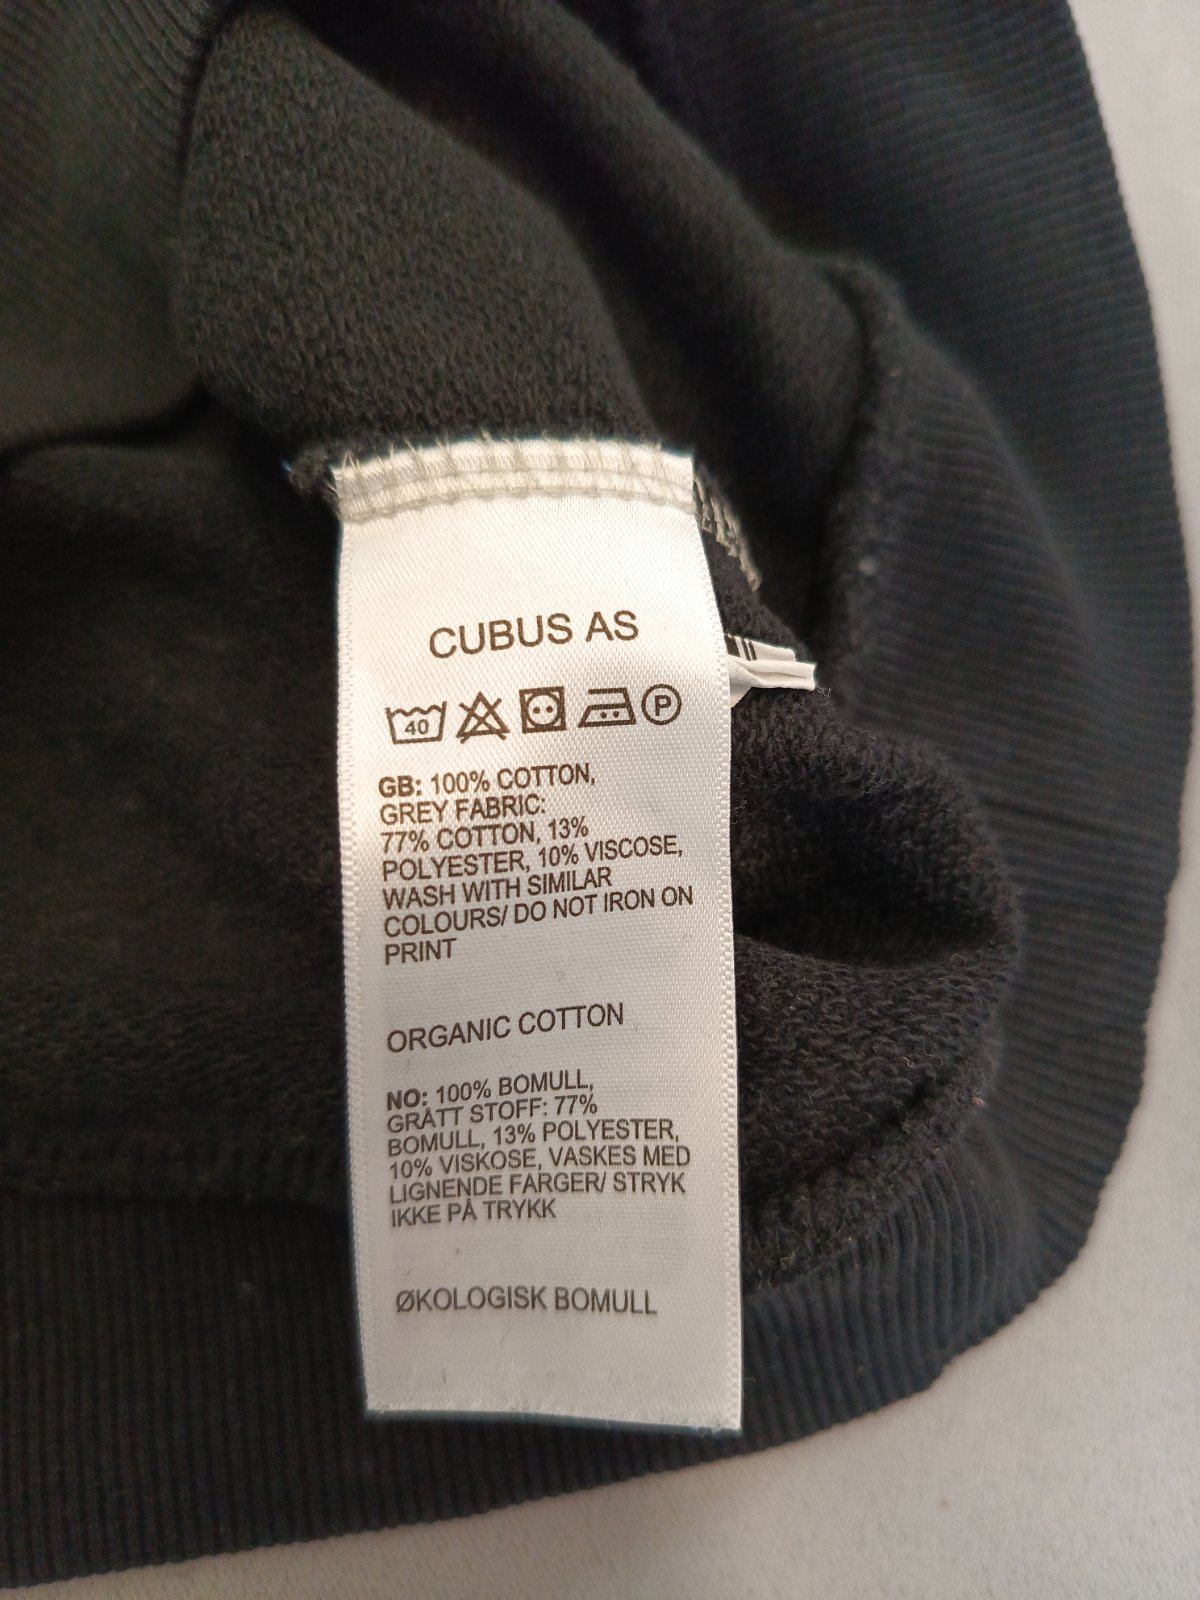 CUBUS AS
40 P
GB: 100% COTTON,
GREY FABRIC:
77% COTTON, 13%
POLYESTER, 10% VISCOSE,
WASH WITH SIMILAR
COLOURS/ DO NOT IRON ON
PRINT
ORGANIC COTTON
NO: 100% BOMULL,
GRÅTT STOFF: 77%
BOMULL, 13% POLYESTER,
10% VISKOSE, VASKES MED
LIGNENDE FARGER/ STRYK
IKKE PÅ TRYKK
ØKOLOGISK BOMULL